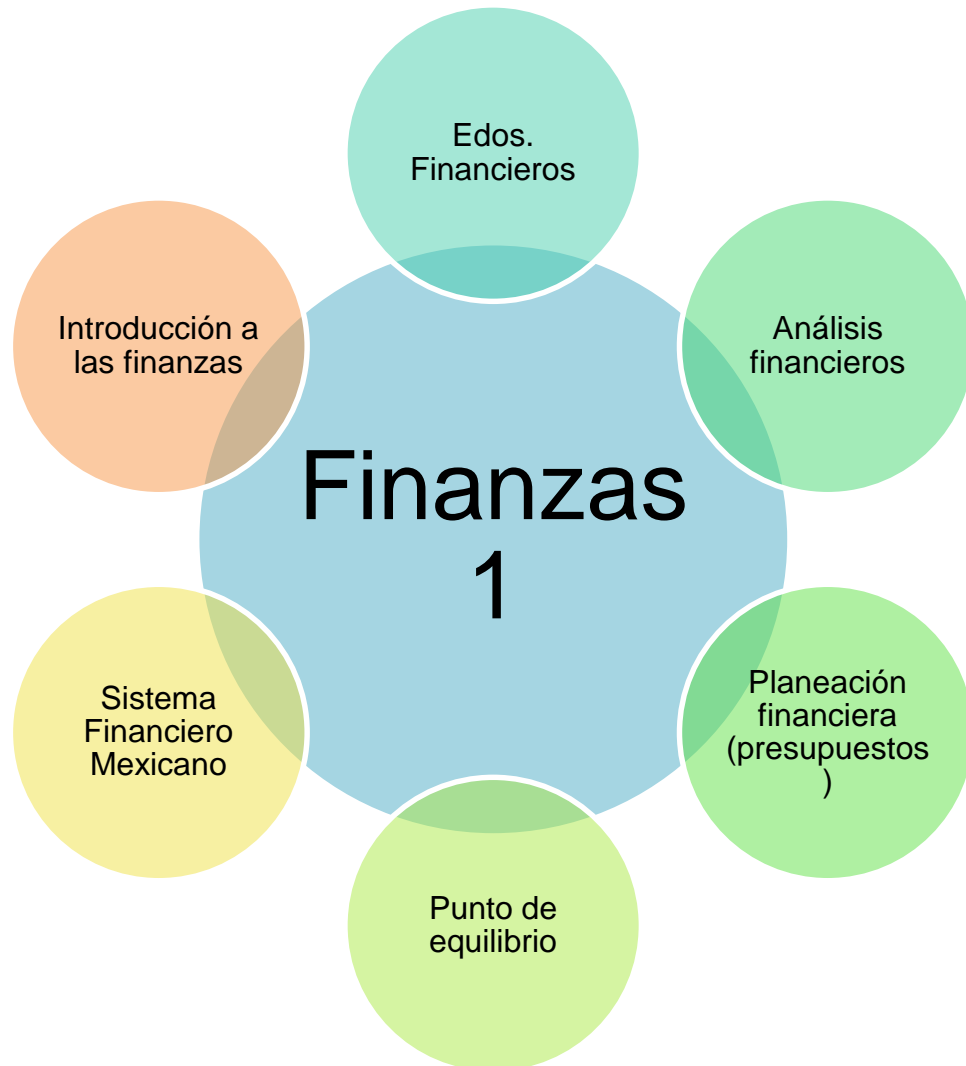 Edos.
Financieros
Introducción a
las finanzas
Análisis
financieros
Finanzas
1
Sistema
Financiero
Mexicano
Planeación
financiera
(presupuestos
)
Punto de
equilibrio